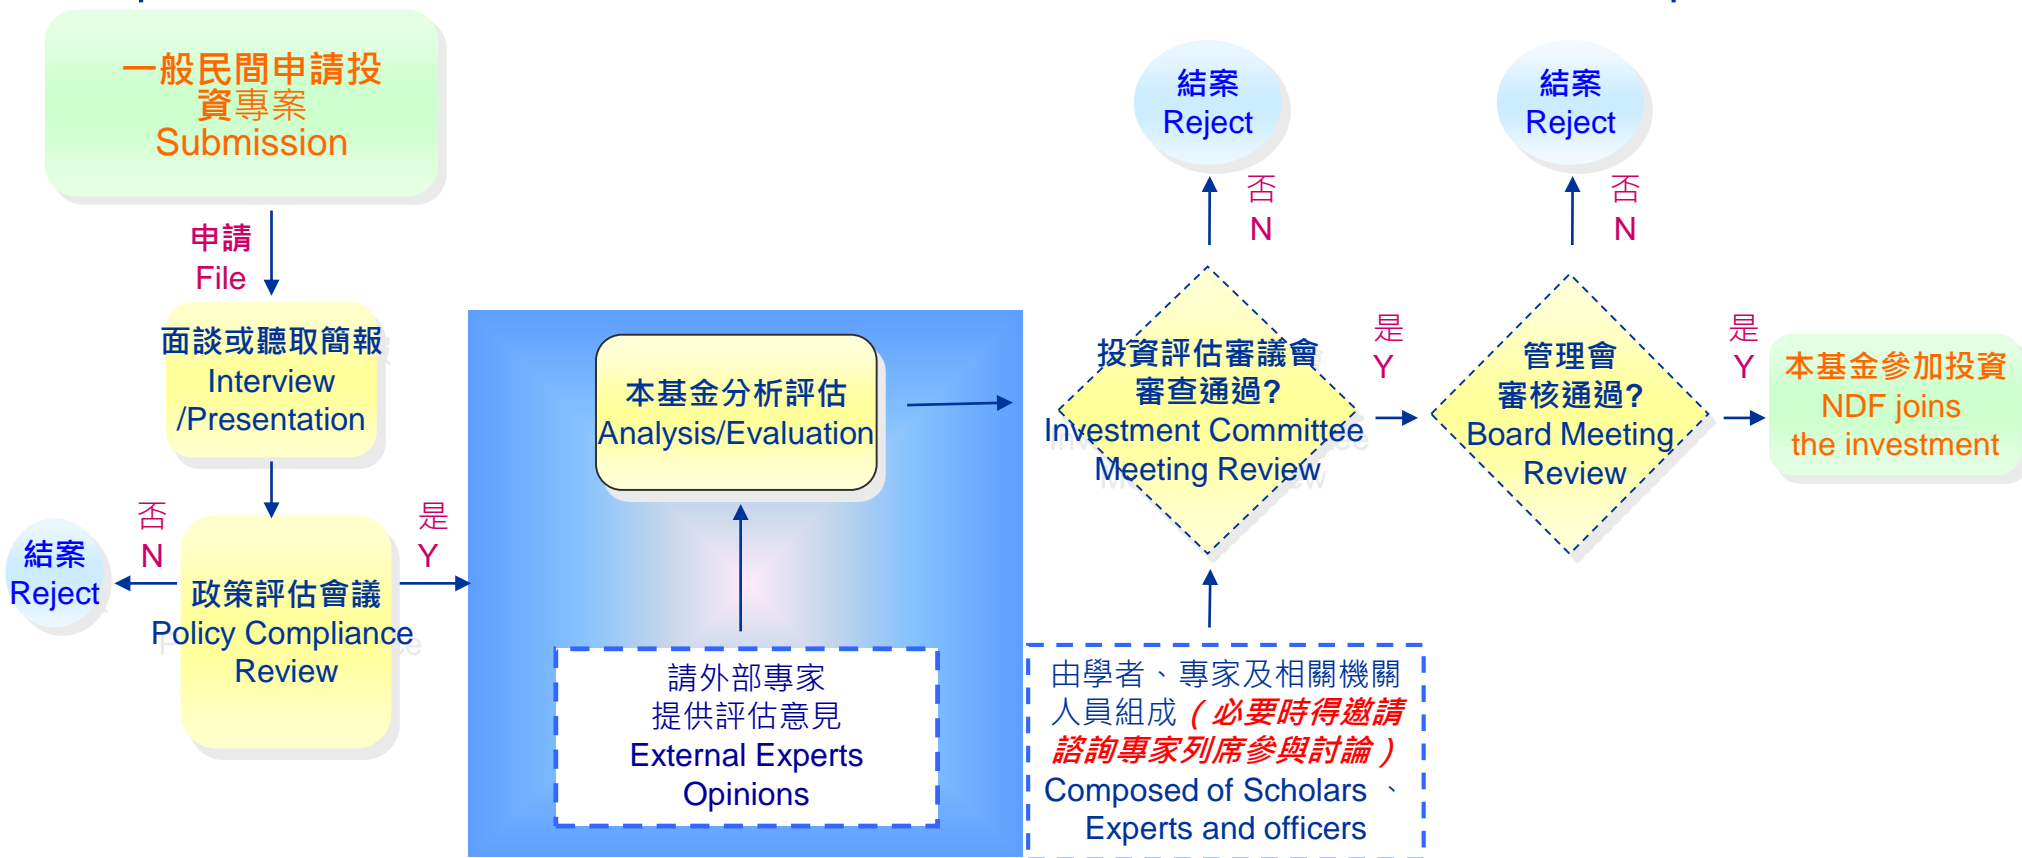 一般民間申請投
資專案
Submission
申請
File
面談或聽取簡報
Interview
/Presentation
否
N
結案
Reject
政策評估會議
Policy Compliance
Review
是
Y
本基金分析評估
Analysis/Evaluation
請外部專家
提供評估意見
External Experts
Opinions
結案
Reject
否
N
投資評估審議會
審查通過?
Investment Committee
Meeting Review
由學者、專家及相關機關
人員組成(必要時得邀請
諮詢專家列席參與討論)
Composed of Scholars 、
Experts and officers
是
Y
結案
Reject
否
N
管理會
審核通過?
Board Meeting
Review
是
Y
本基金參加投資
NDF joins
the investment